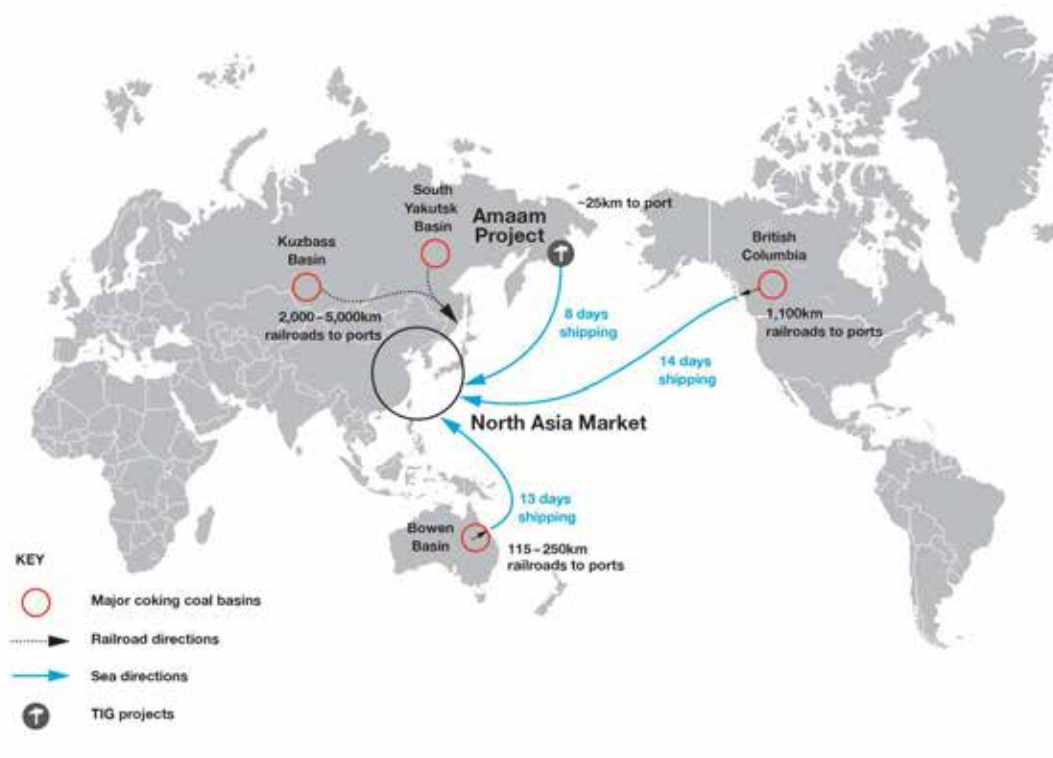 South
Yakutsk
Basin
Amaam
Project
~25km to port
Kuzbass
Basin
British
Columbia
2,000–5,000km
railroads to ports
8 days
shipping
1,100km
railroads to ports
14 days
shipping
North Asia Market
13 days
shipping
Bowen
Basin
115–250km
railroads to ports
KEY
Major coking coal basins
Railroad directions
Sea directions
TIG projects